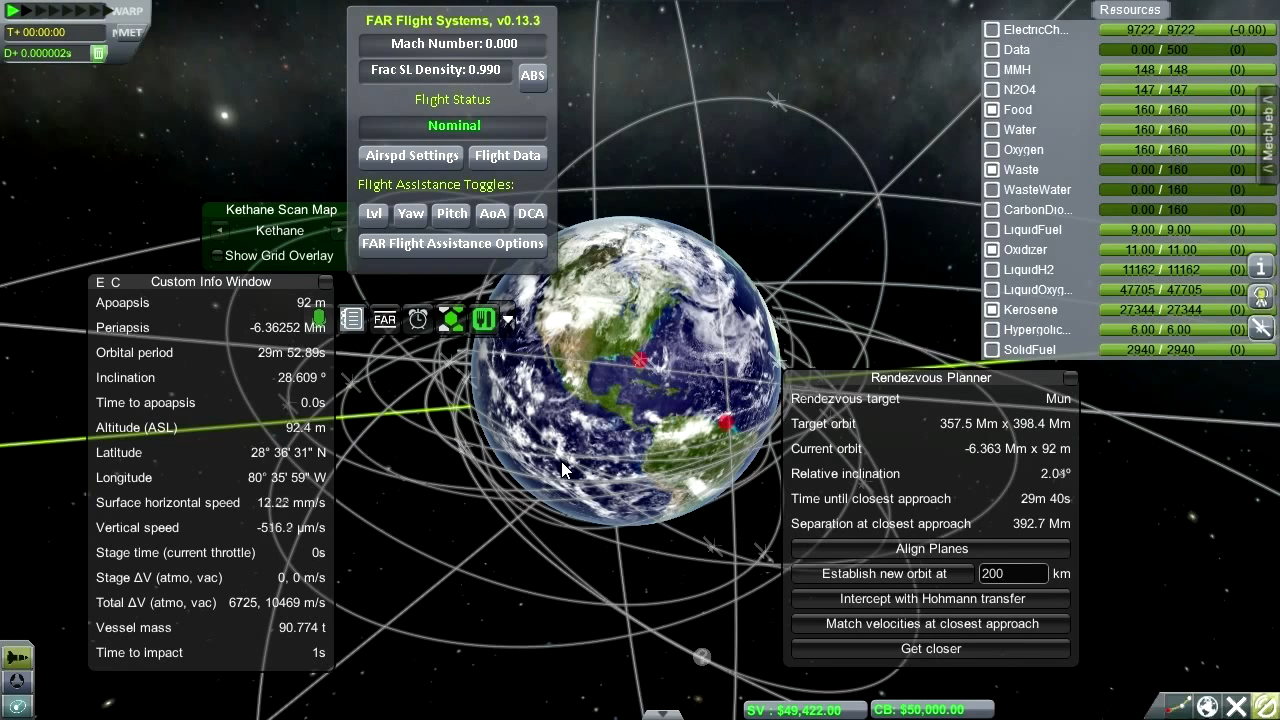 WARP
T+ 00:00:00
MET
D+ 0.000002s
FAR Flight Systems, v0.13.3
Mach Number: 0.000
Frac SL Density: 0.990
ABS
Flight Status
Nominal
Airspd Settings
Flight Data
Flight Assistance Toggles:
Lvl
Yaw
Pitch
AoA
DCA
FAR Flight Assistance Options
Kethane Scan Map
Kethane
Show Grid Overlay
FAR
E C Custom Info Window
Apoapsis 92 m
Periapsis -6.36252 Mm
Orbital period 29m 52.89s
Inclination 28.609 º
Time to apoapsis 0.0s
Altitude (ASL) 92.4 m
Latitude 28° 36' 31" N
Longitude 80° 35' 59" W
Surface horizontal speed 12.22 mm/s
Vertical speed -516.2 µm/s
Stage time (current throttle) 0s
Stage ΔV (atmo, vac) 0, 0 m/s
Total ΔV (atmo, vac) 6725, 10469 m/s
Vessel mass 90.774 t
Time to impact 1s
Resources
ElectricCh... 9722 / 9722 (-0.00)
Data 0.00 / 500 (0)
MMH 148 / 148 (0)
N2O4 147 / 147 (0)
Food 160 / 160 (0)
Water 160 / 160 (0)
Oxygen 160 / 160 (0)
Waste 0.00 / 160 (0)
WasteWater 0.00 / 160 (0)
CarbonDio... 0.00 / 160 (0)
LiquidFuel 9.00 / 9.00 (0)
Oxidizer 11.00 / 11.00 (0)
LiquidH2 11162 / 11162 (0)
LiquidOxyg... 47705 / 47705 (0)
Kerosene 27344 / 27344 (0)
Hypergolic... 6.00 / 6.00 (0)
SolidFuel 2940 / 2940 (0)
/\ MechJeb /\
Rendezvous Planner
Rendezvous target Mun
Target orbit 357.5 Mm x 398.4 Mm
Current orbit -6.363 Mm x 92 m
Relative inclination 2.03º
Time until closest approach 29m 40s
Separation at closest approach 392.7 Mm
Align Planes
Establish new orbit at 200 km
Intercept with Hohmann transfer
Match velocities at closest approach
Get closer
?
SV : $49,422.00
CB: $50,000.00